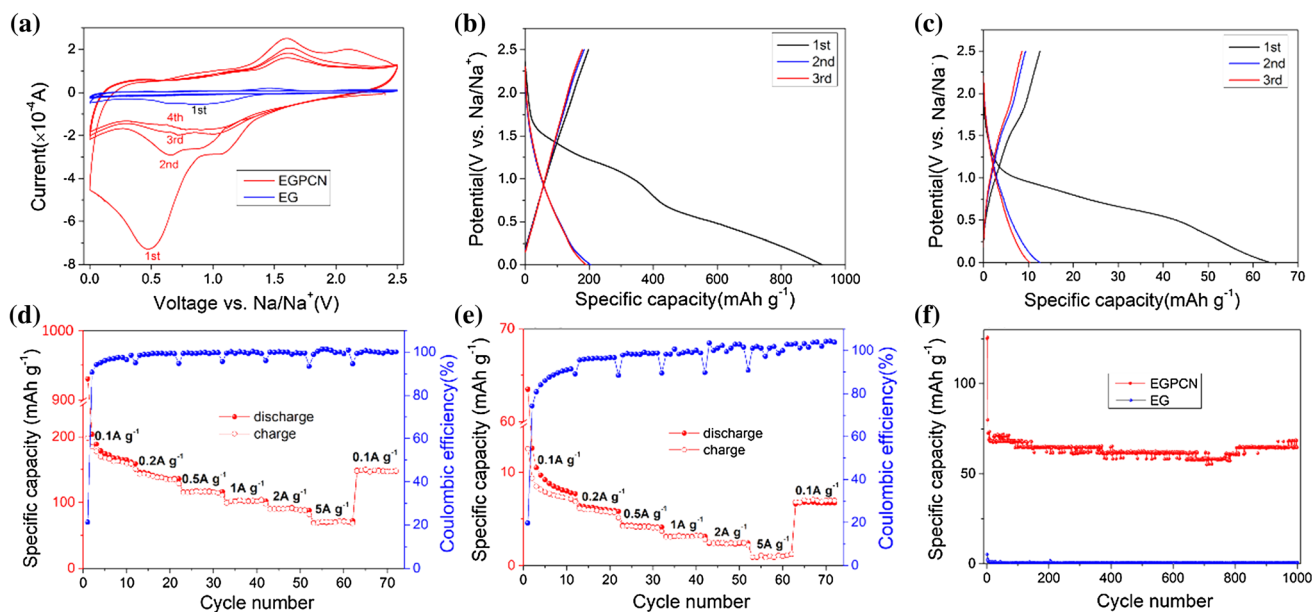 (a)
2
0
-2
-4
-6
-8
0.0 0.5 1.0 1.5 2.0 2.5
Current(×10⁻⁴A)
Voltage vs. Na/Na⁺(V)
1st
4th
3rd
2nd
1st
EGPCN
EG
(b)
2.5
2.0
1.5
1.0
0.5
0.0
0 200 400 600 800 1000
Potential(V vs. Na/Na⁺)
Specific capacity(mAh g⁻¹)
1st
2nd
3rd
(c)
2.5
2.0
1.5
1.0
0.5
0.0
0 10 20 30 40 50 60 70
Potential(V vs. Na/Na⁻)
Specific capacity(mAh g⁻¹)
1st
2nd
3rd
(d)
1000
900
200
150
100
50
0
100
80
60
40
20
0
0 10 20 30 40 50 60 70
Specific capacity (mAh g⁻¹)
Coulombic efficiency(%)
Cycle number
discharge
charge
0.1A g⁻¹
0.2A g⁻¹
0.5A g⁻¹
1A g⁻¹
2A g⁻¹
5A g⁻¹
0.1A g⁻¹
(e)
70
60
10
0
100
80
60
40
20
0
0 10 20 30 40 50 60 70
Specific capacity (mAh g⁻¹)
Coulombic efficiency(%)
Cycle number
discharge
charge
0.1A g⁻¹
0.2A g⁻¹
0.5A g⁻¹
1A g⁻¹
2A g⁻¹
5A g⁻¹
0.1A g⁻¹
(f)
100
50
0
0 200 400 600 800 1000
Specific capacity (mAh g⁻¹)
Cycle number
EGPCN
EG